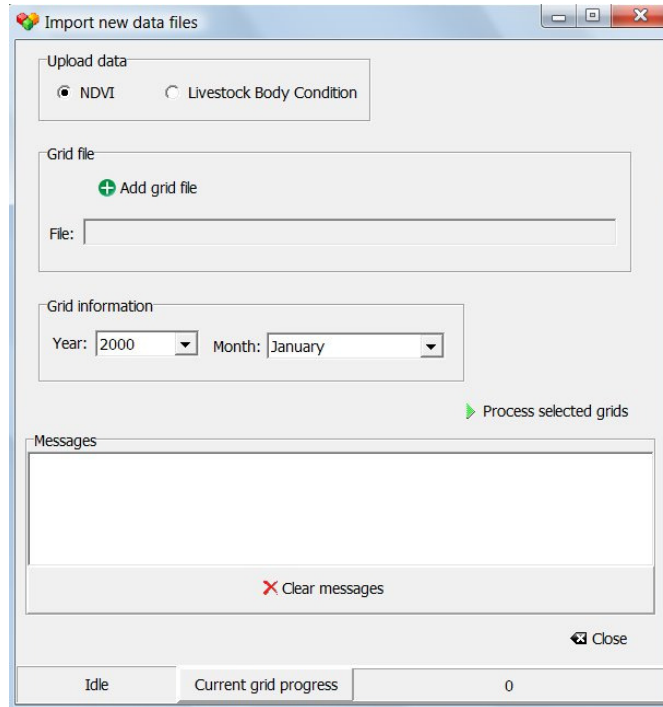 Import new data files
Upload data
NDVI Livestock Body Condition
Grid file
Add grid file
File:
Grid information
Year: 2000 Month: January
Process selected grids
Messages
Clear messages
Close
Idle Current grid progress 0